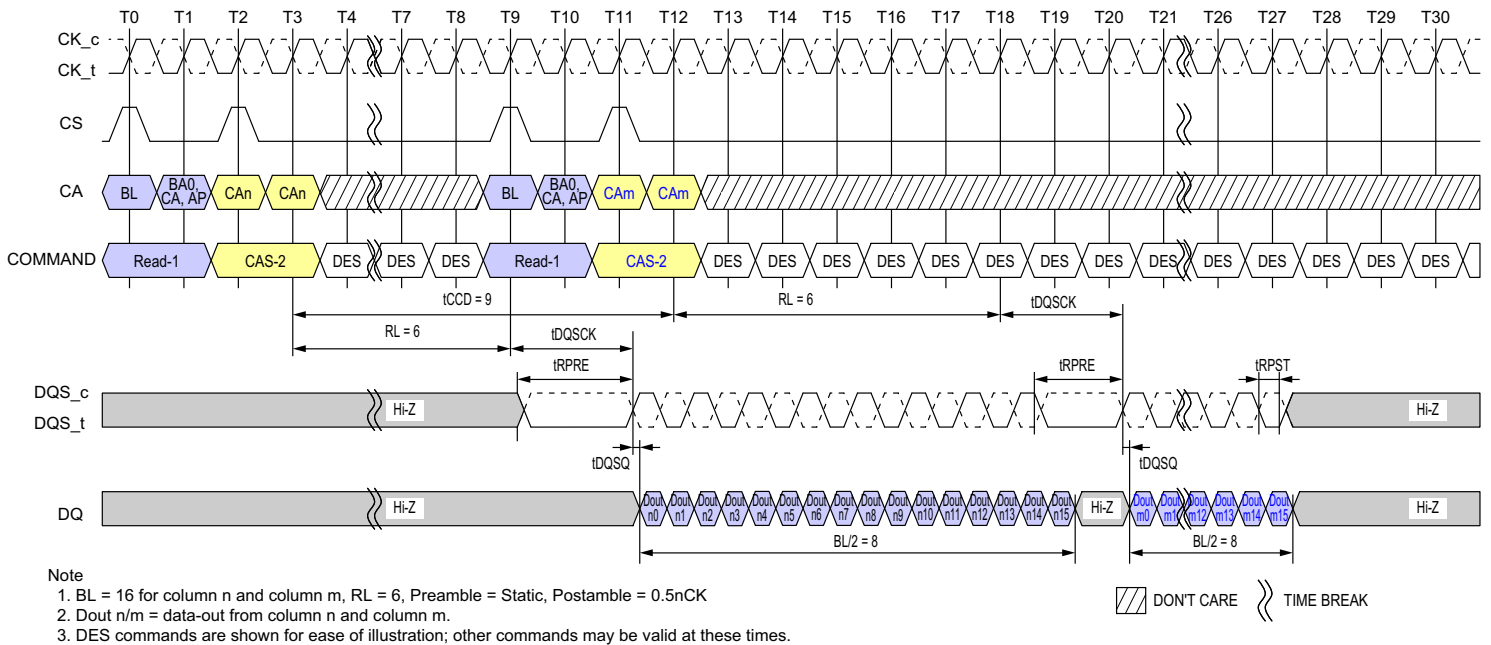 T0 T1 T2 T3 T4 T7 T8 T9 T10 T11 T12 T13 T14 T15 T16 T17 T18 T19 T20 T21 T26 T27 T28 T29 T30
CK_c
CK_t
CS
CA BL BA0, CA, AP CAn CAn BL BA0, CA, AP CAm CAm
COMMAND Read-1 CAS-2 DES DES DES Read-1 CAS-2 DES DES DES DES DES DES DES DES DES DES DES DES DES DES
tCCD = 9 RL = 6 tDQSCK
RL = 6 tDQSCK
tRPRE tRPRE tRPST
DQS_c
DQS_t
Hi-Z Hi-Z
tDQSQ tDQSQ
DQ Hi-Z Dout n0 Dout n1 Dout n2 Dout n3 Dout n4 Dout n5 Dout n6 Dout n7 Dout n8 Dout n9 Dout n10 Dout n11 Dout n12 Dout n13 Dout n14 Dout n15 Hi-Z Dout m0 Dout m1 Dout m12 Dout m13 Dout m14 Dout m15 Hi-Z
BL/2 = 8 BL/2 = 8
Note
1. BL = 16 for column n and column m, RL = 6, Preamble = Static, Postamble = 0.5nCK
2. Dout n/m = data-out from column n and column m.
3. DES commands are shown for ease of illustration; other commands may be valid at these times.
DON'T CARE TIME BREAK